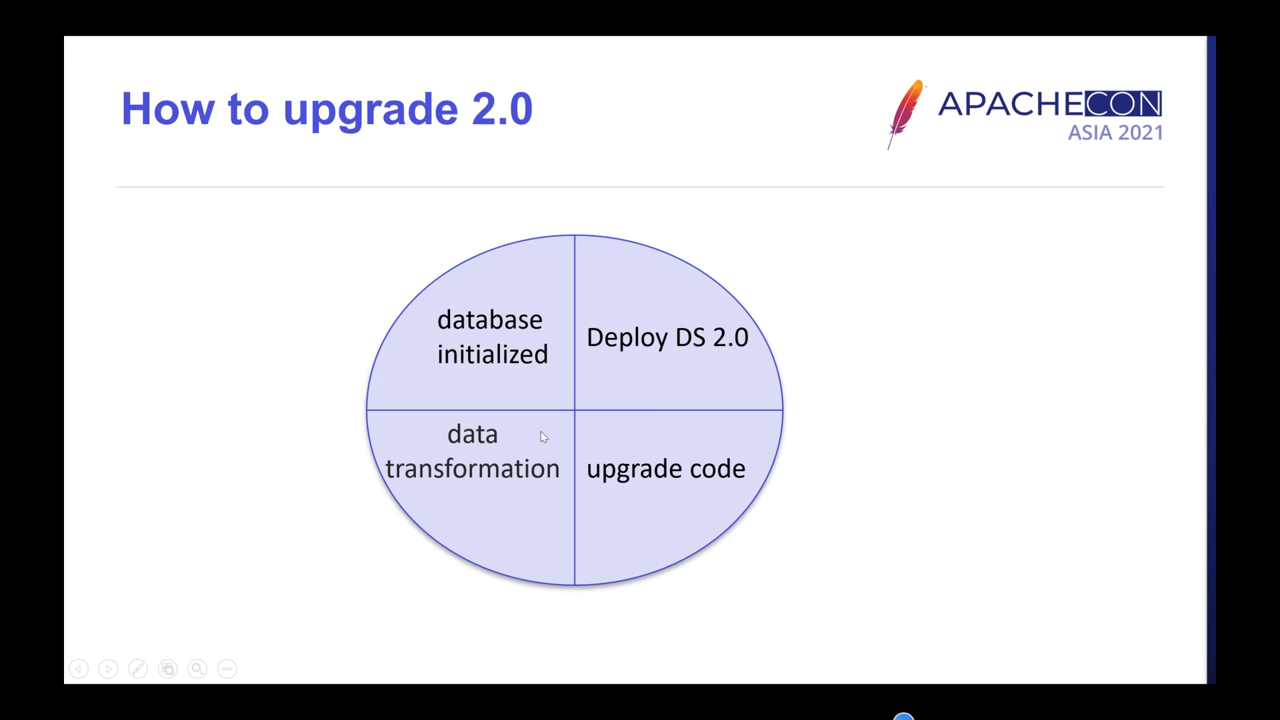 How to upgrade 2.0
APACHECON
ASIA 2021
database
initialized
Deploy DS 2.0
data
transformation
upgrade code